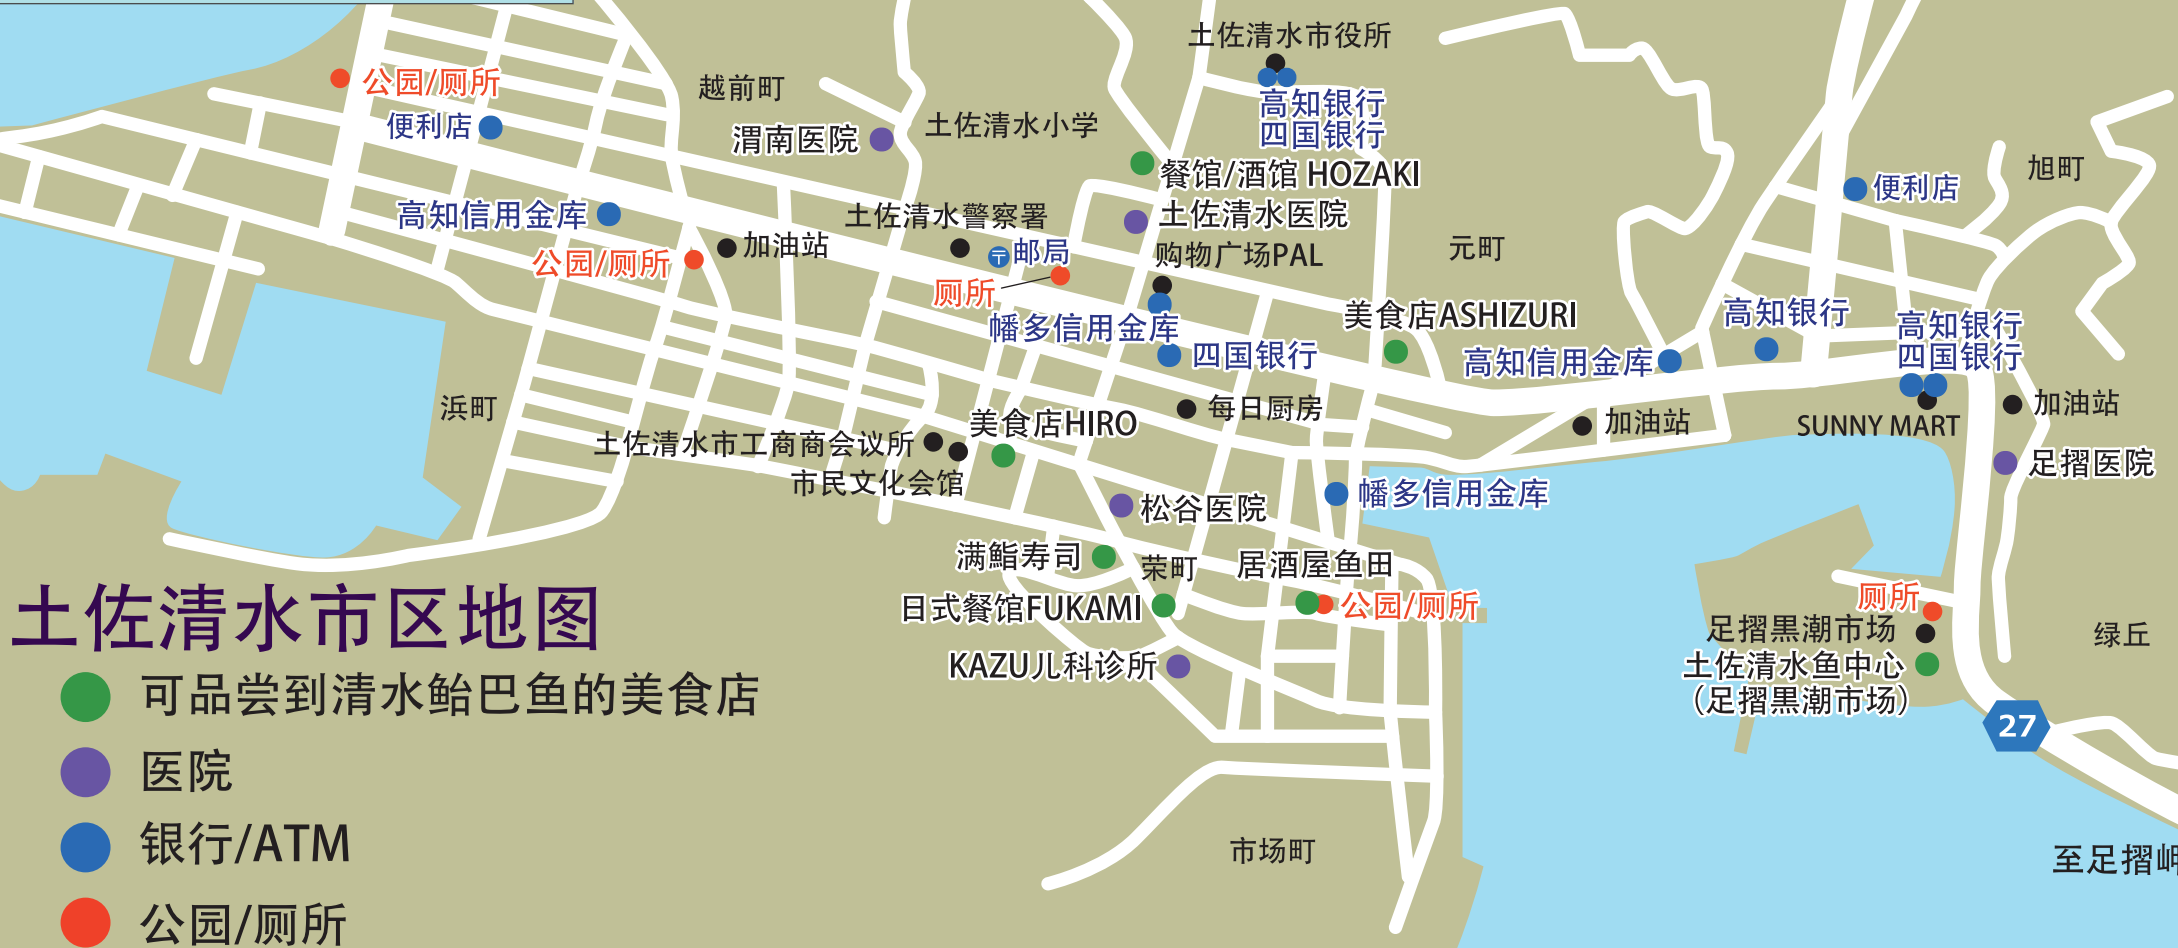 土佐清水市役所
高知银行
四国银行
公园/厕所
越前町
便利店
渭南医院
土佐清水小学
餐馆/酒馆 HOZAKI
旭町
便利店
高知信用金库
土佐清水警察署
土佐清水医院
加油站
邮局
购物广场PAL
元町
公园/厕所
厕所
幡多信用金库
美食店ASHIZURI
高知银行
高知银行
四国银行
四国银行
高知信用金库
浜町
每日厨房
加油站
SUNNY MART
加油站
美食店HIRO
土佐清水市工商商会议所
市民文化会馆
足摺医院
幡多信用金库
松谷医院
满鮨寿司
荣町
居酒屋鱼田
日式餐馆FUKAMI
公园/厕所
厕所
足摺黒潮市场
绿丘
KAZU儿科诊所
土佐清水鱼中心
（足摺黒潮市场）
27
市场町
至足摺岬
土佐清水市区地图
可品尝到清水鲐巴鱼的美食店
医院
银行/ATM
公园/厕所